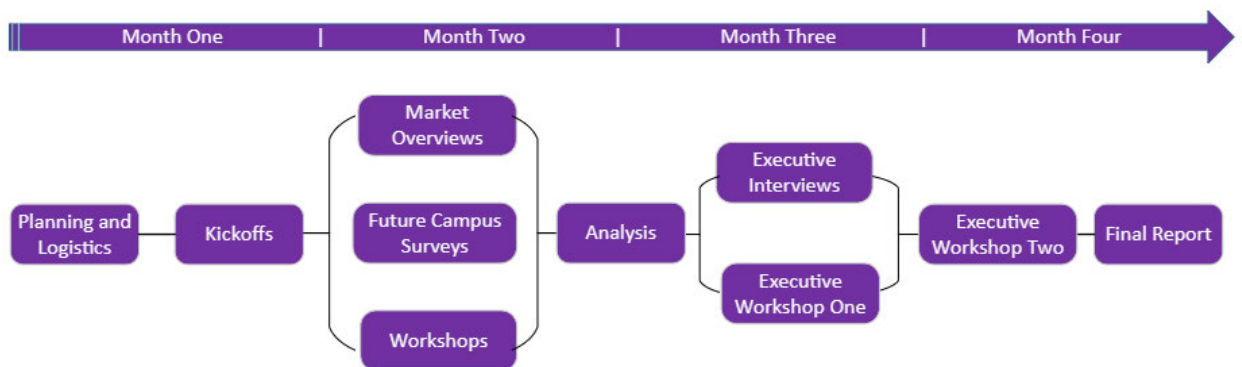 Month One | Month Two | Month Three | Month Four
Market
Overviews
Executive
Interviews
Planning and
Logistics
Kickoffs
Future Campus
Surveys
Analysis
Executive
Workshop Two
Final Report
Executive
Workshop One
Workshops